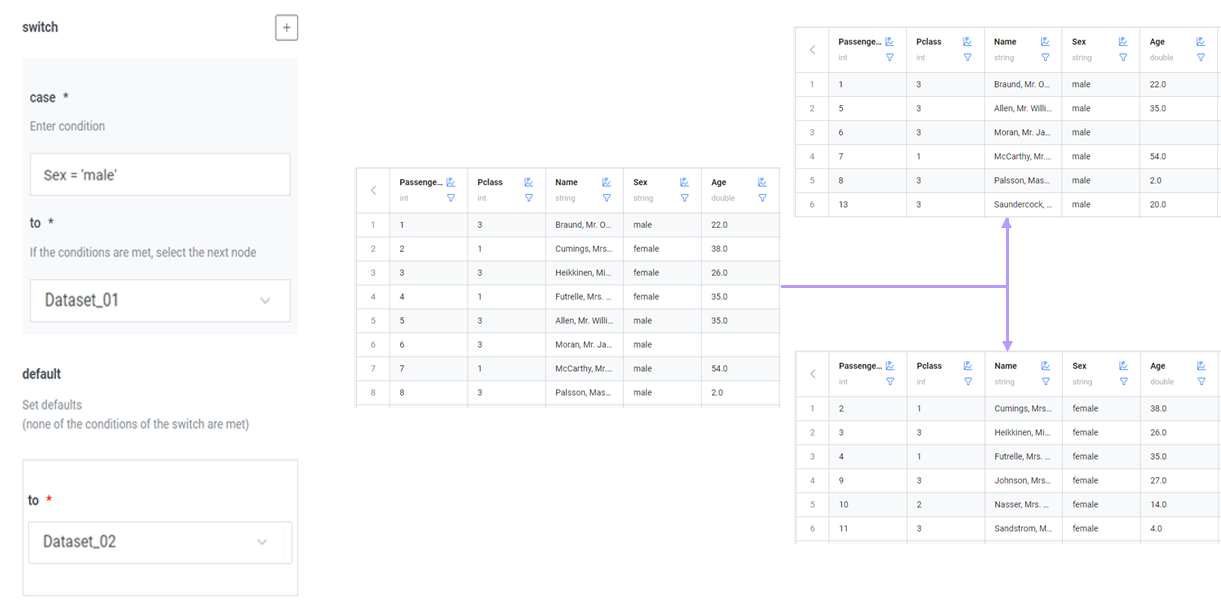 switch
+
case *
Enter condition
Sex = 'male'
to *
If the conditions are met, select the next node
Dataset_01
default
Set defaults
(none of the conditions of the switch are met)
to *
Dataset_02
Passenge... Pclass Name Sex Age
int int string string double
1 1 3 Braund, Mr. O... male 22.0
2 2 1 Cumings, Mrs... female 38.0
3 3 3 Heikkinen, Mi... female 26.0
4 4 1 Futrelle, Mrs. ... female 35.0
5 5 3 Allen, Mr. Willi... male 35.0
6 6 3 Moran, Mr. Ja... male
7 7 1 McCarthy, Mr.... male 54.0
8 8 3 Palsson, Mas... male 2.0
Passenge... Pclass Name Sex Age
int int string string double
1 1 3 Braund, Mr. O... male 22.0
2 5 3 Allen, Mr. Willi... male 35.0
3 6 3 Moran, Mr. Ja... male
4 7 1 McCarthy, Mr.... male 54.0
5 8 3 Palsson, Mas... male 2.0
6 13 3 Saundercock, ... male 20.0
Passenge... Pclass Name Sex Age
int int string string double
1 2 1 Cumings, Mrs... female 38.0
2 3 3 Heikkinen, Mi... female 26.0
3 4 1 Futrelle, Mrs. ... female 35.0
4 9 3 Johnson, Mrs... female 27.0
5 10 2 Nasser, Mrs. ... female 14.0
6 11 3 Sandstrom, M... female 4.0